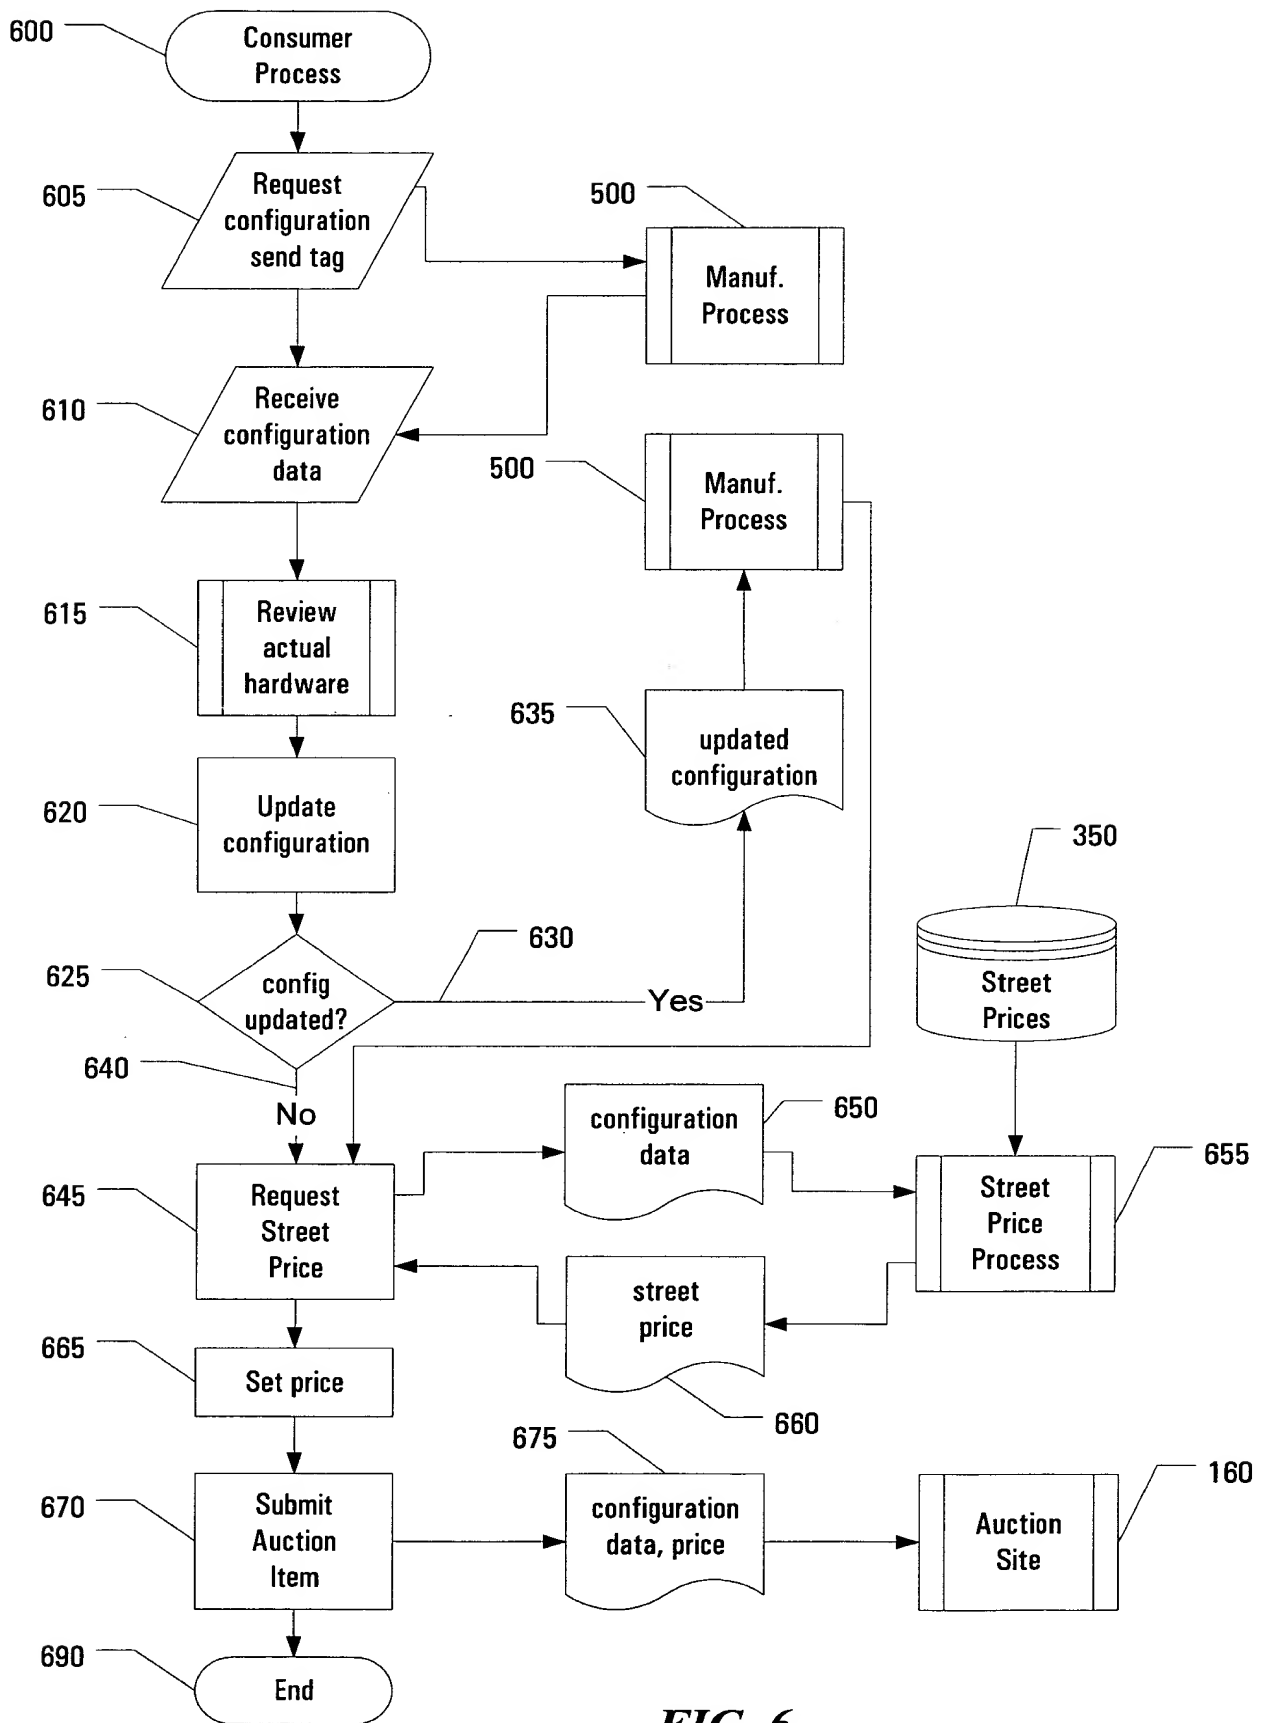 600
Consumer
Process
605
Request
configuration
send tag
500
Manuf.
Process
610
Receive
configuration
data
500
Manuf.
Process
615
Review
actual
hardware
635
updated
configuration
620
Update
configuration
350
Street
Prices
625
config
updated?
630
Yes
640
No
650
configuration
data
645
Request
Street
Price
655
Street
Price
Process
street
price
660
665
Set price
675
670
Submit
Auction
Item
configuration
data, price
160
Auction
Site
690
End
FIG. 6